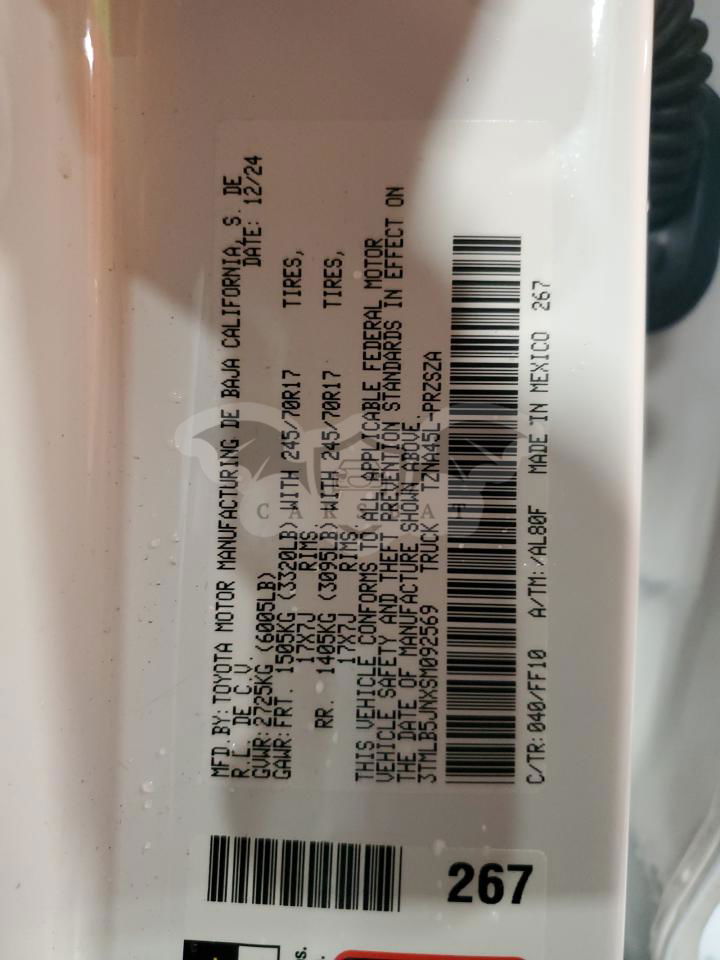 MFD.BY:TOYOTA MOTOR MANUFACTURING DE BAJA CALIFORNIA, S. DE
R.L. DE C.V. DATE: 12/24
GVWR:2725KG (6005LB)
GAWR:FRT. 1505KG (3320LB) WITH 245/70R17 TIRES,
17X7J RIMS
RR. 1405KG (3095LB) WITH 245/70R17 TIRES,
17X7J RIMS
THIS VEHICLE CONFORMS TO ALL APPLICABLE FEDERAL MOTOR
VEHICLE SAFETY AND THEFT PREVENTION STANDARDS IN EFFECT ON
THE DATE OF MANUFACTURE SHOWN ABOVE.
3TMLB5JNXSM092569 TRUCK TZNA45L-PRZSZA
C/TR:040/FF10 A/TM:/AL80F MADE IN MEXICO 267
267